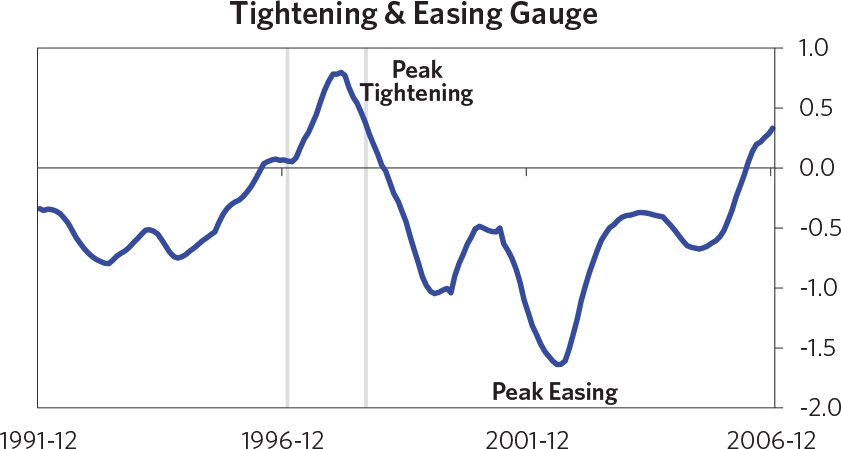 Tightening & Easing Gauge
1.0
Peak
Tightening
0.5
0.0
-0.5
-1.0
-1.5
Peak Easing
-2.0
1991-12 1996-12 2001-12 2006-12